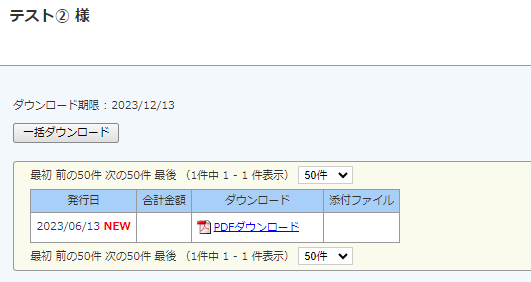 テスト② 様
ダウンロード期限：2023/12/13
一括ダウンロード
最初 前の50件 次の50件 最後 （1件中 1 - 1 件表示） 50件
発行日 合計金額 ダウンロード 添付ファイル
2023/06/13 NEW PDFダウンロード
最初 前の50件 次の50件 最後 （1件中 1 - 1 件表示） 50件